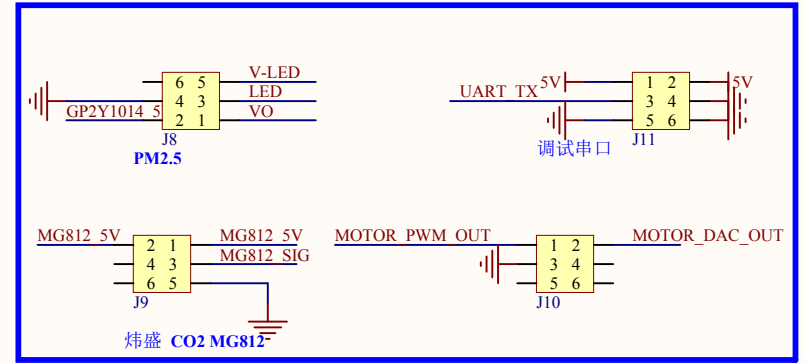 6 5 V-LED
4 3 LED
GP2Y1014_5 2 1 VO
J8
PM2.5
5V 1 2 5V
UART_TX 3 4
5 6
调试串口 J11
MG812_5V 2 1 MG812_5V
4 3 MG812_SIG
6 5
J9
炜盛 CO2 MG812
MOTOR_PWM_OUT 1 2 MOTOR_DAC_OUT
3 4
5 6
J10